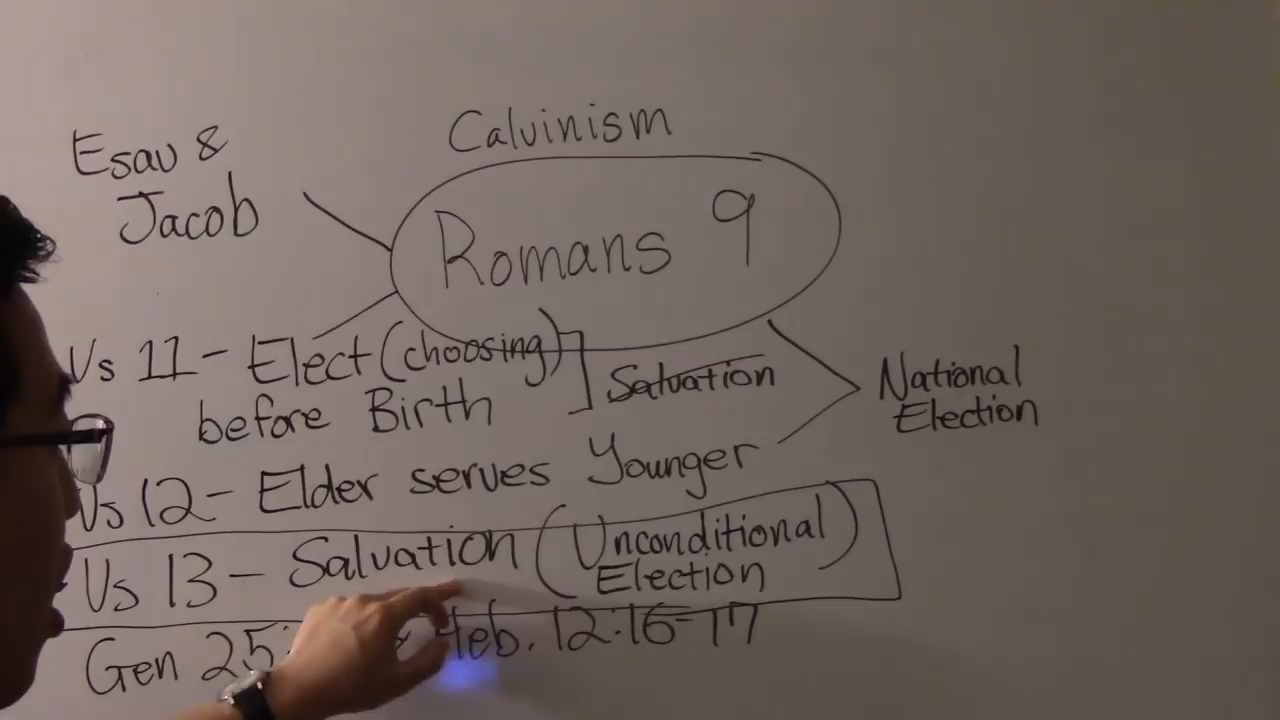 Calvinism
Esau &
Jacob
Romans 9
Vs 11 - Elect (choosing)
before Birth
Salvation
National
Election
Vs 12 - Elder serves Younger
Vs 13 - Salvation (Unconditional
Election)
Gen 25: Heb. 12:16-17